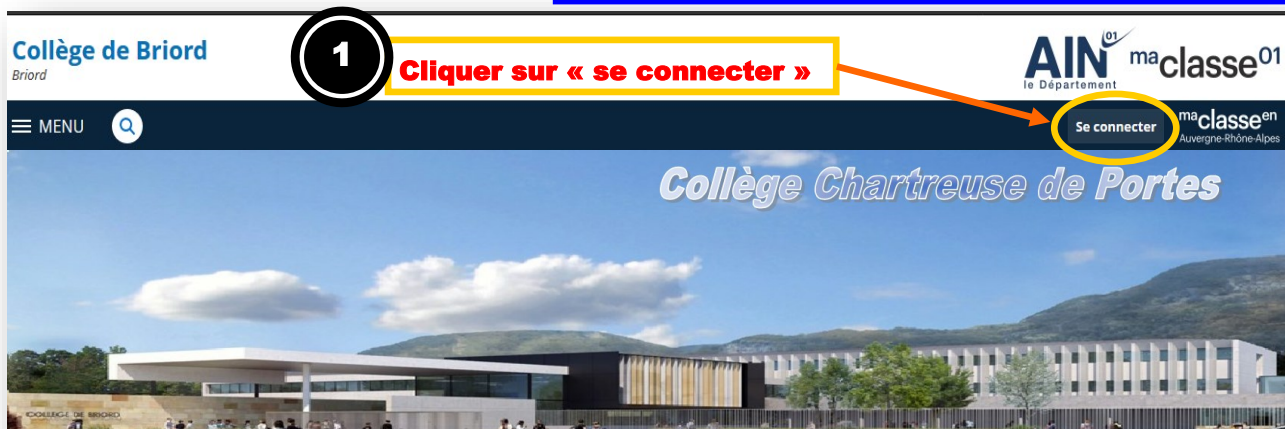 Collège de Briord
Briord
1
Cliquer sur « se connecter »
AIN 01
le Département
maclasse01
MENU
Se connecter
maclasseen
Auvergne-Rhône-Alpes
Collège Chartreuse de Portes
COLLEGE DE BRIORD